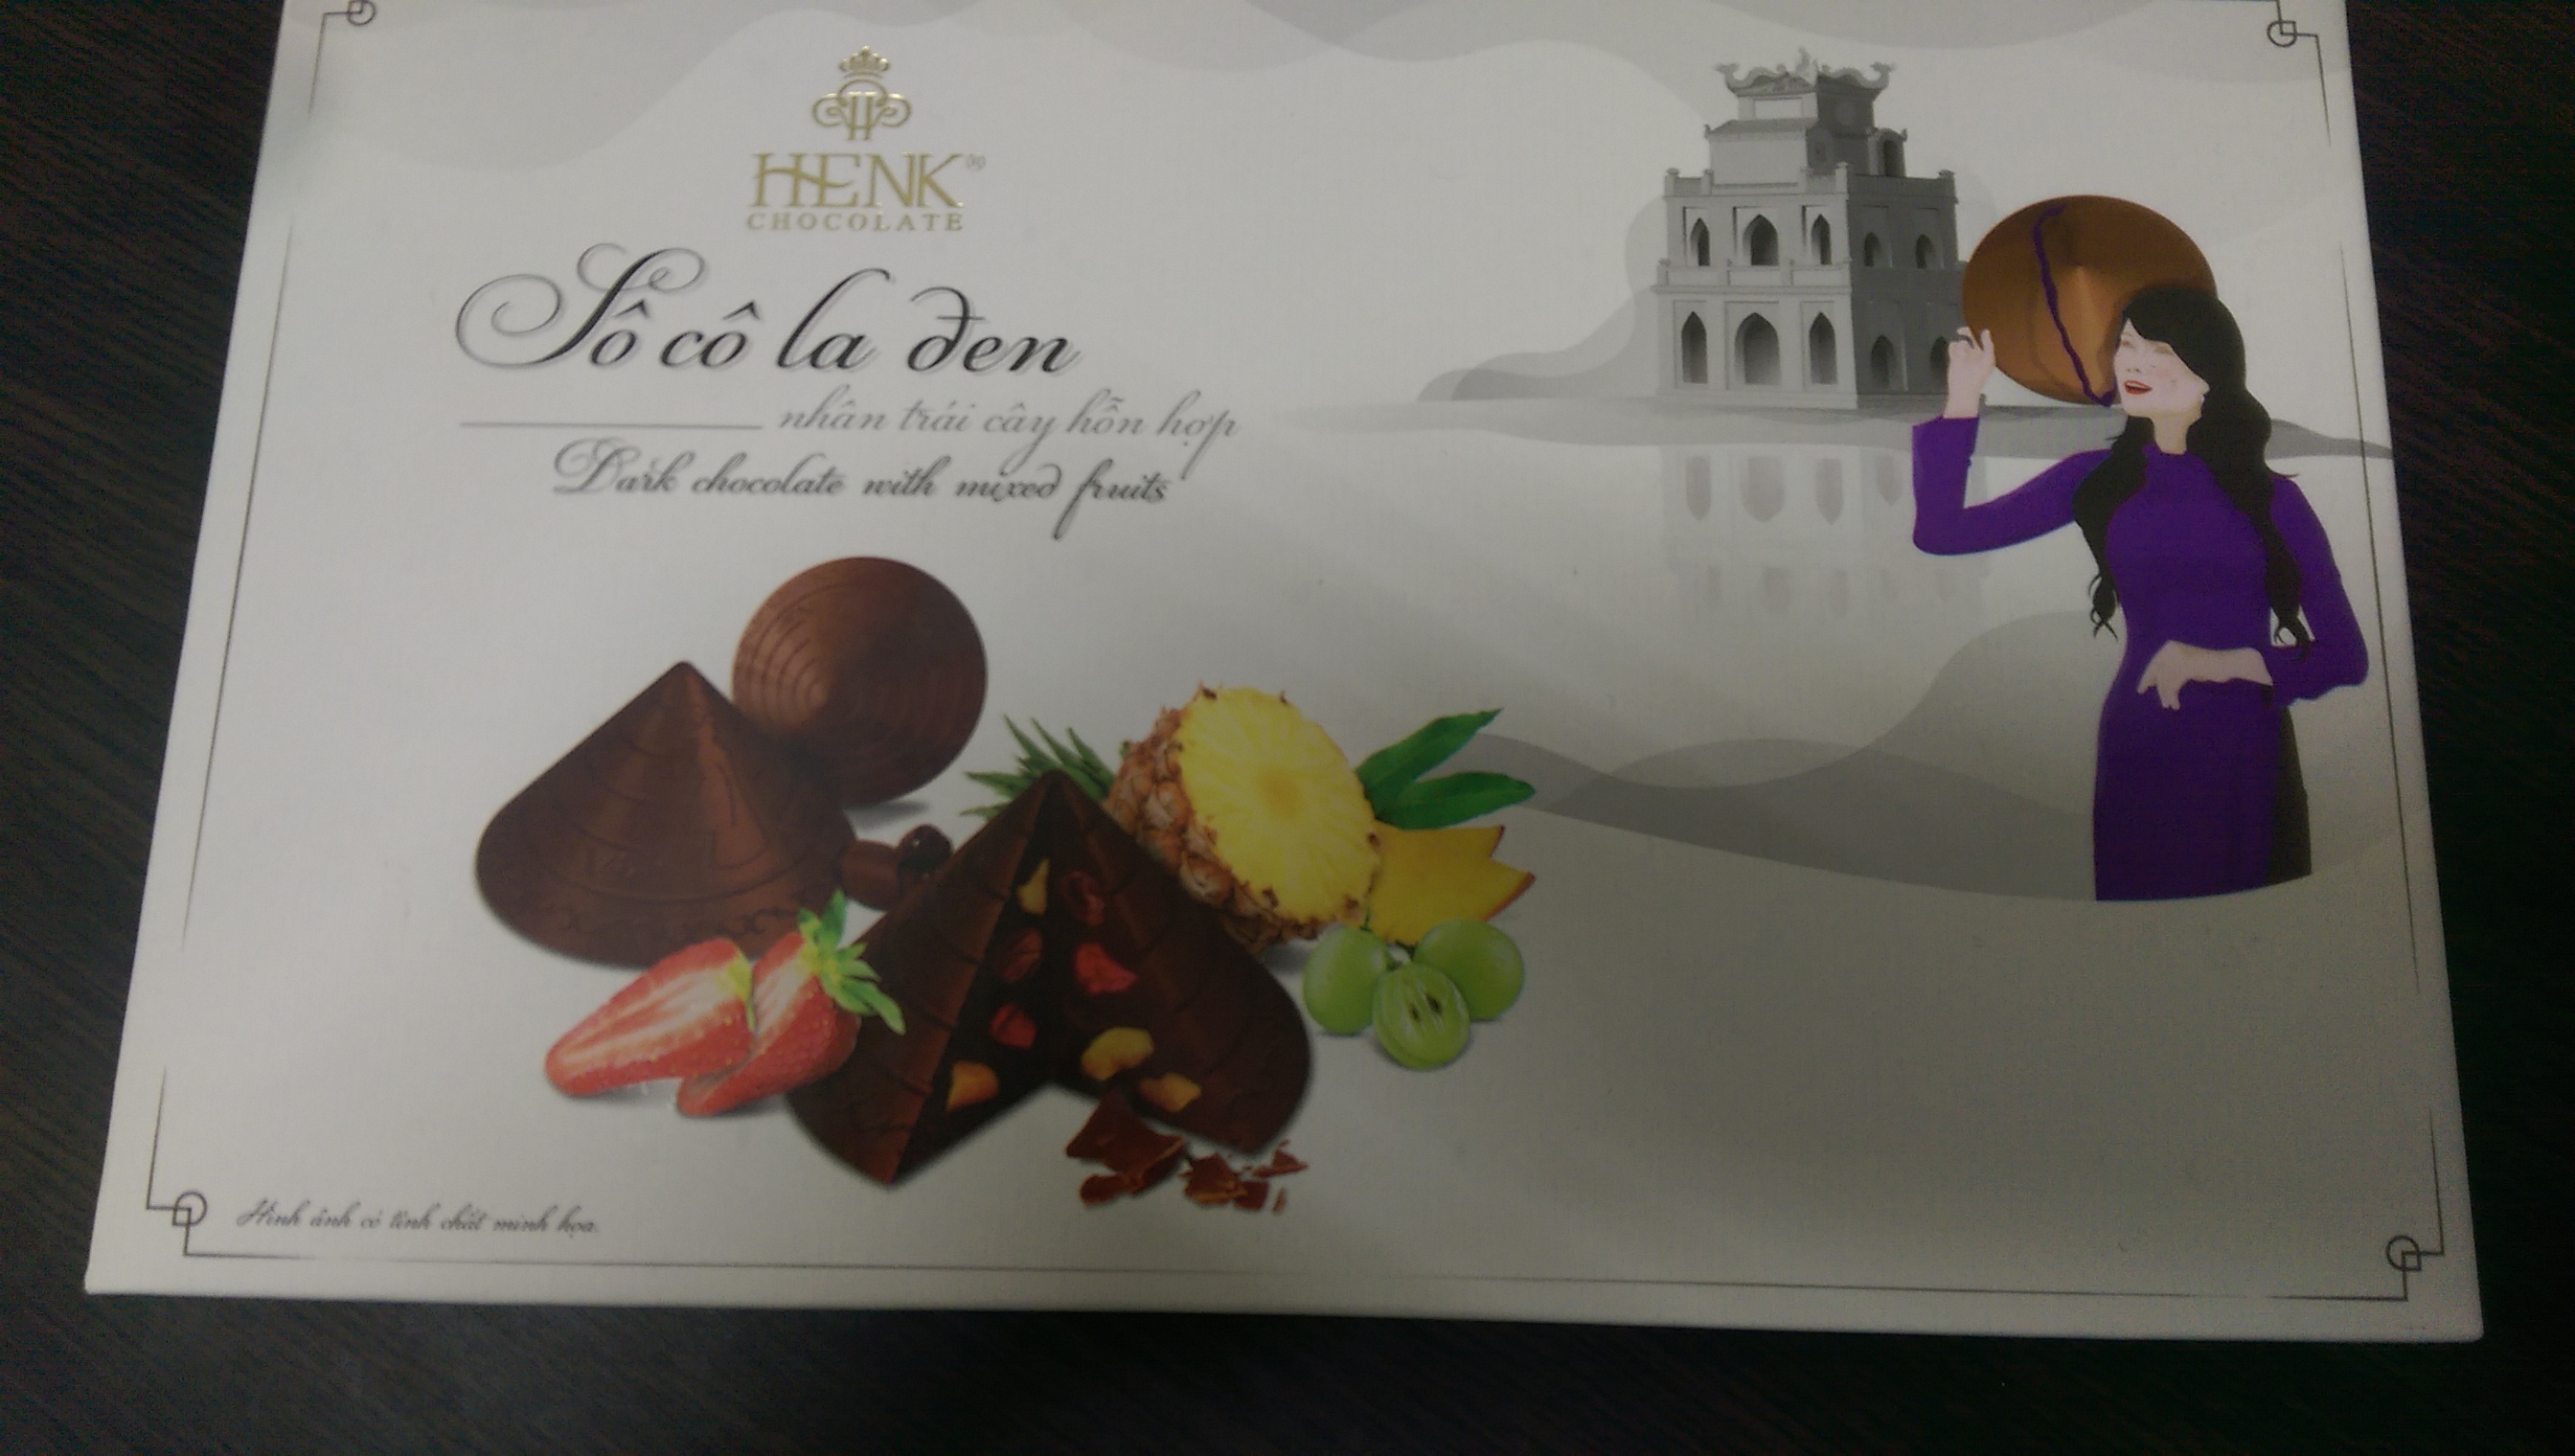 HENK®
CHOCOLATE
Sô cô la đen
nhân trái cây hỗn hợp
Dark chocolate with mixed fruits
Hình ảnh có tính chất minh họa.